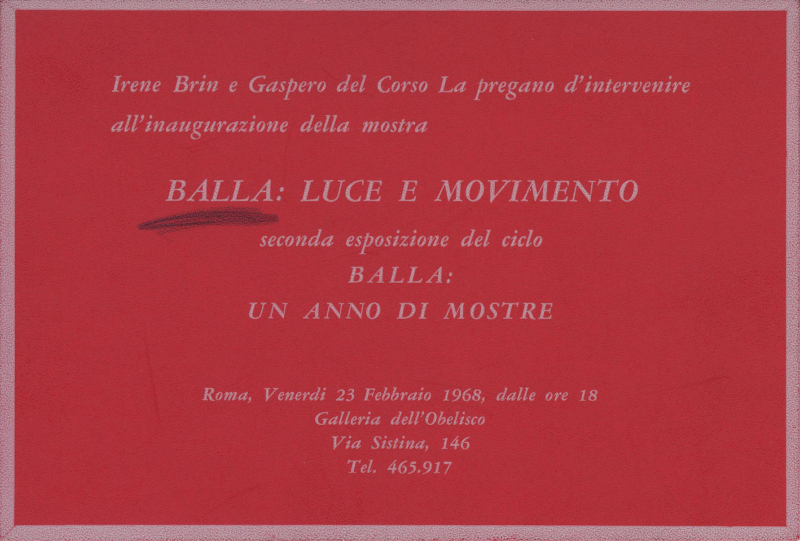 Irene Brin e Gaspero del Corso La pregano d'intervenire
all'inaugurazione della mostra
BALLA: LUCE E MOVIMENTO
seconda esposizione del ciclo
BALLA:
UN ANNO DI MOSTRE
Roma, Venerdì 23 Febbraio 1968, dalle ore 18
Galleria dell'Obelisco
Via Sistina, 146
Tel. 465.917